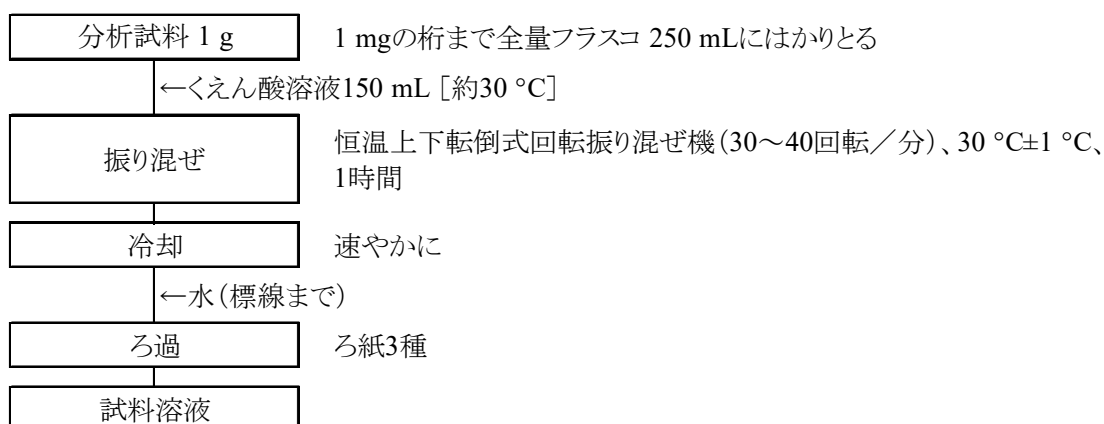 分析試料 1 g
1 mgの桁まで全量フラスコ 250 mLにはかりとる
←くえん酸溶液150 mL［約30 °C］
振り混ぜ
恒温上下転倒式回転振り混ぜ機(30~40回転／分)、30 °C±1 °C、
1時間
冷却
速やかに
←水(標線まで)
ろ過
ろ紙3種
試料溶液